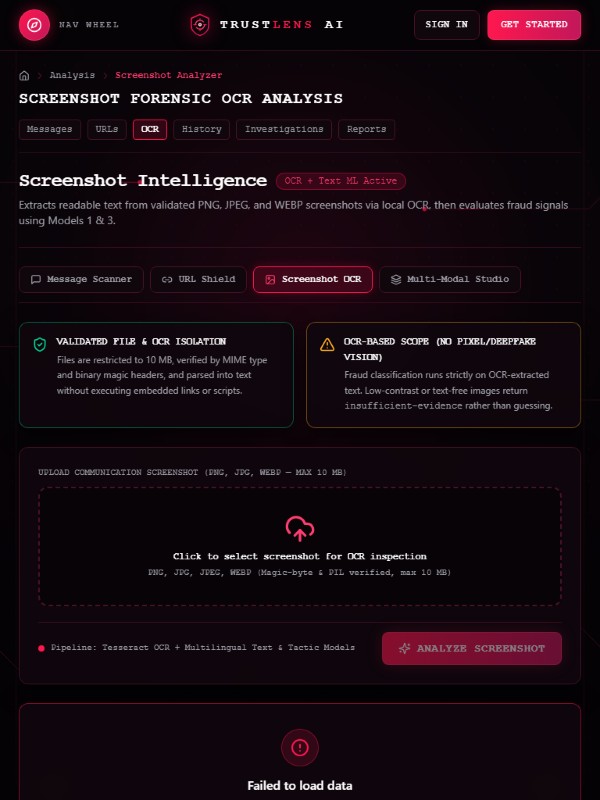 NAV WHEEL
TRUSTLENS AI
SIGN IN
GET STARTED
Analysis
Screenshot Analyzer
SCREENSHOT FORENSIC OCR ANALYSIS
Messages
URLs
OCR
History
Investigations
Reports
Screenshot Intelligence
OCR + Text ML Active
Extracts readable text from validated PNG, JPEG, and WEBP screenshots via local OCR, then evaluates fraud signals
using Models 1 & 3.
Message Scanner
URL Shield
Screenshot OCR
Multi-Modal Studio
VALIDATED FILE & OCR ISOLATION
Files are restricted to 10 MB, verified by MIME type
and binary magic headers, and parsed into text
without executing embedded links or scripts.
OCR-BASED SCOPE (NO PIXEL/DEEPFAKE
VISION)
Fraud classification runs strictly on OCR-extracted
text. Low-contrast or text-free images return
insufficient-evidence rather than guessing.
UPLOAD COMMUNICATION SCREENSHOT (PNG, JPG, WEBP — MAX 10 MB)
Click to select screenshot for OCR inspection
PNG, JPG, JPEG, WEBP (Magic-byte & PIL verified, max 10 MB)
Pipeline: Tesseract OCR + Multilingual Text & Tactic Models
ANALYZE SCREENSHOT
Failed to load data